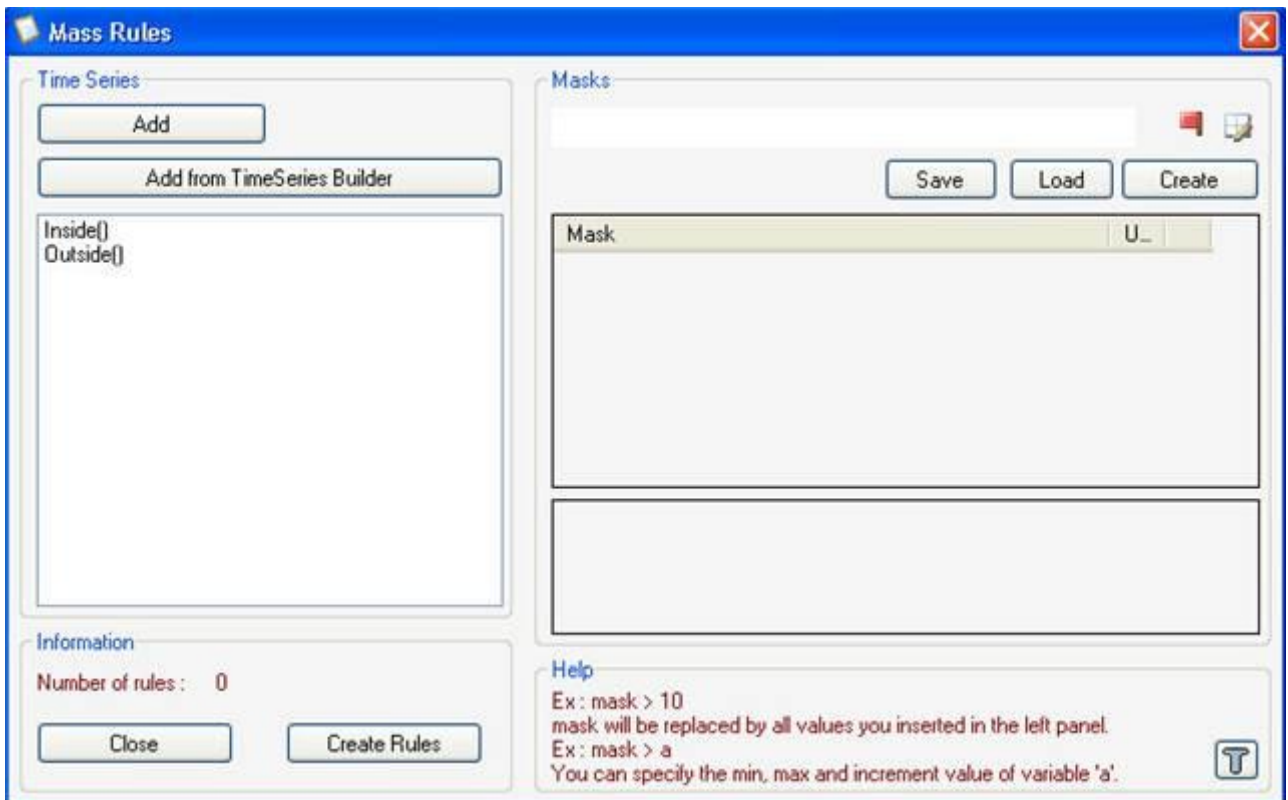 Mass Rules
Time Series
Add
Add from TimeSeries Builder
Inside()
Outside()
Information
Number of rules : 0
Close
Create Rules
Masks
Save
Load
Create
Mask
U...
Help
Ex : mask > 10
mask will be replaced by all values you inserted in the left panel.
Ex : mask > a
You can specify the min, max and increment value of variable 'a'.
T